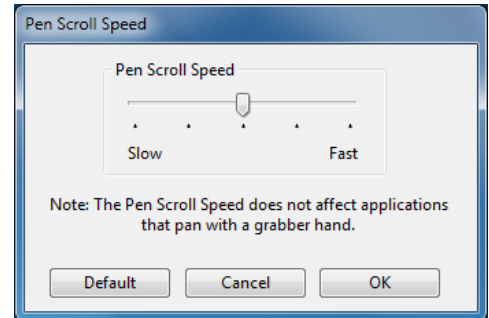 Pen Scroll Speed
Pen Scroll Speed
Slow Fast
Note: The Pen Scroll Speed does not affect applications
that pan with a grabber hand.
Default Cancel OK